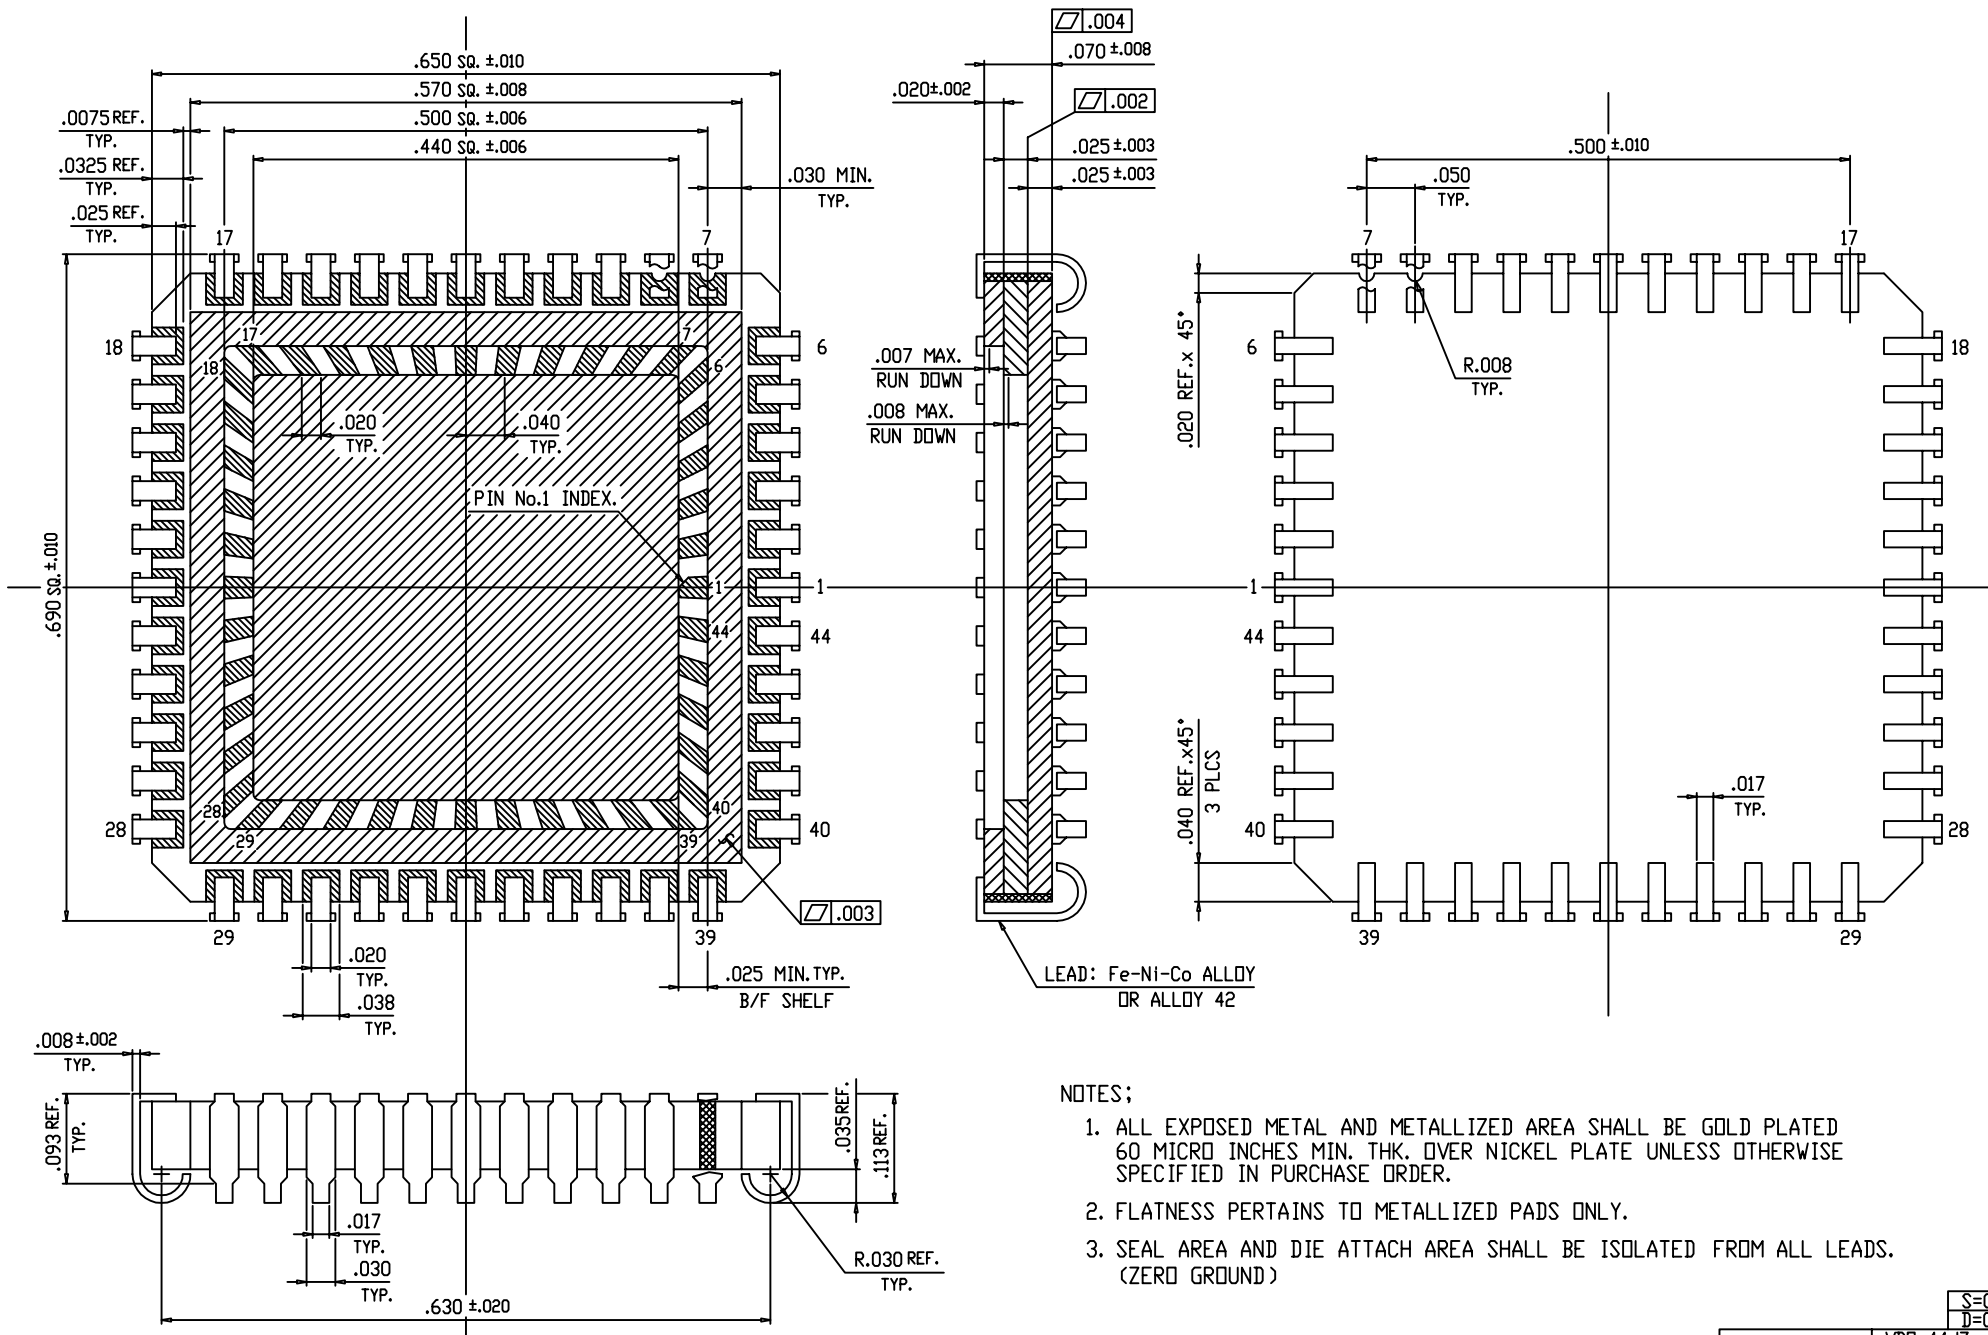 .650 SQ. ±.010
.570 SQ. ±.008
.500 SQ. ±.006
.440 SQ. ±.006
.0075 REF.
TYP.
.0325 REF.
TYP.
.025 REF.
TYP.
.030 MIN.
TYP.
17
7
18
6
17
7
18
6
.020
TYP.
.040
TYP.
PIN No.1 INDEX.
.690 SQ. ±.010
1
1
44
44
28
40
28
40
29
39
29
39
.003
.020
TYP.
.038
TYP.
.025 MIN. TYP.
B/F SHELF
.004
.070 ±.008
.020±.002
.002
.025 ±.003
.025 ±.003
.007 MAX.
RUN DOWN
.008 MAX.
RUN DOWN
LEAD: Fe-Ni-Co ALLOY
OR ALLOY 42
.500 ±.010
.050
TYP.
7
17
.020 REF.x 45°
R.008
TYP.
6
18
1
44
.040 REF.x45°
3 PLCS
.017
TYP.
40
28
39
29
.008 ±.002
TYP.
.093 REF.
TYP.
.035 REF.
.113 REF.
.017
TYP.
.030
TYP.
R.030 REF.
TYP.
.630 ±.020
NOTES;
1. ALL EXPOSED METAL AND METALLIZED AREA SHALL BE GOLD PLATED
60 MICRO INCHES MIN. THK. OVER NICKEL PLATE UNLESS OTHERWISE
SPECIFIED IN PURCHASE ORDER.
2. FLATNESS PERTAINS TO METALLIZED PADS ONLY.
3. SEAL AREA AND DIE ATTACH AREA SHALL BE ISOLATED FROM ALL LEADS.
(ZERO GROUND)